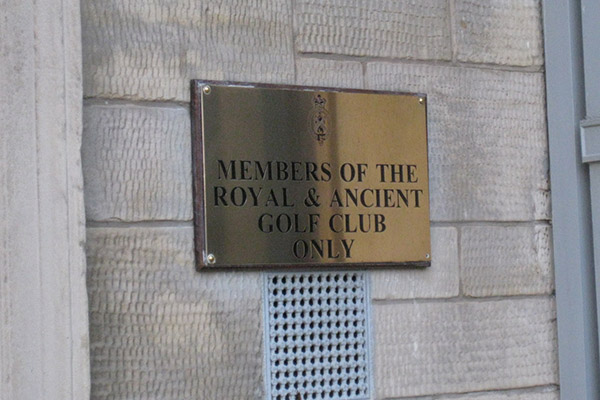 MEMBERS OF THE
ROYAL & ANCIENT
GOLF CLUB
ONLY